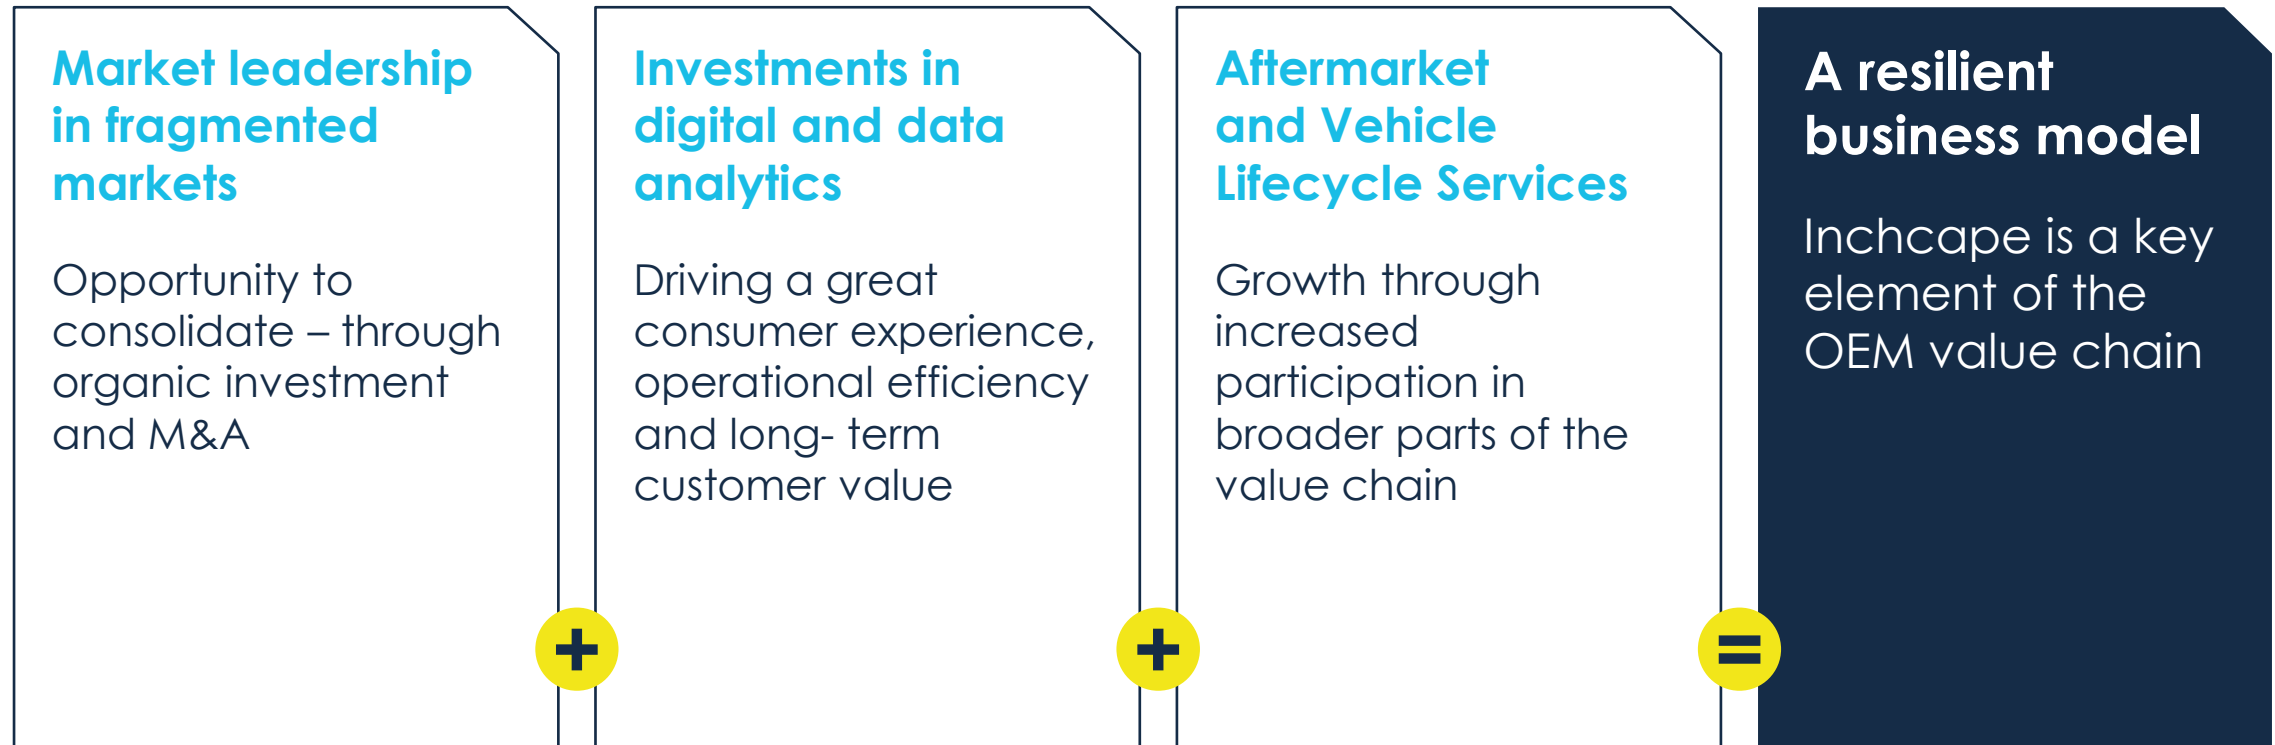 Market leadership
in fragmented
markets
Opportunity to
consolidate – through
organic investment
and M&A
+
Investments in
digital and data
analytics
Driving a great
consumer experience,
operational efficiency
and long- term
customer value
+
Aftermarket
and Vehicle
Lifecycle Services
Growth through
increased
participation in
broader parts of the
value chain
=
A resilient
business model
Inchcape is a key
element of the
OEM value chain